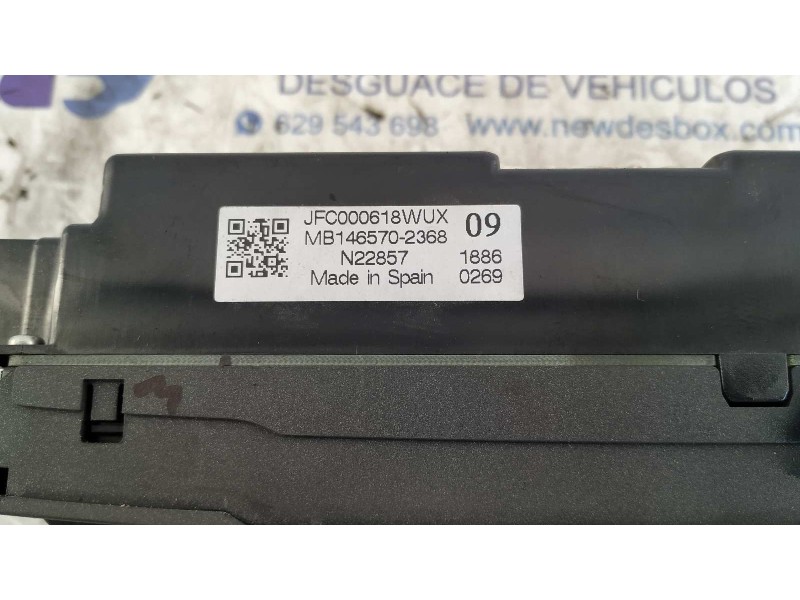 DESGUACE DE VEHICULOS
629 543 698 www.newdesbox.com
JFC000618WUX 09
MB146570-2368
N22857 1886
Made in Spain 0269